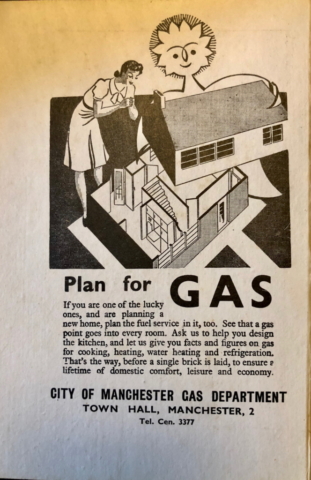 Plan for GAS
If you are one of the lucky
ones, and are planning a
new home, plan the fuel service in it, too. See that a gas
point goes into every room. Ask us to help you design
the kitchen, and let us give you facts and figures on gas
for cooking, heating, water heating and refrigeration.
That's the way, before a single brick is laid, to ensure a
lifetime of domestic comfort, leisure and economy.
CITY OF MANCHESTER GAS DEPARTMENT
TOWN HALL, MANCHESTER, 2
Tel. Cen. 3377